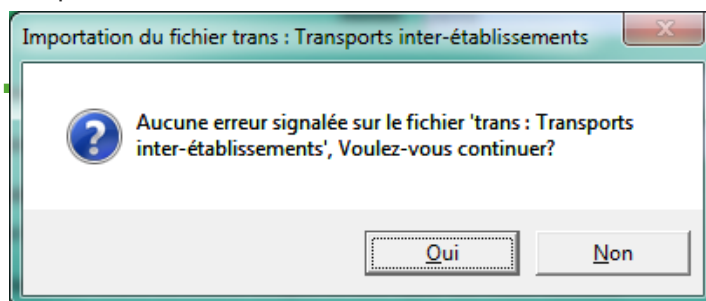 Importation du fichier trans : Transports inter-établissements
Aucune erreur signalée sur le fichier 'trans : Transports
inter-établissements', Voulez-vous continuer?
Oui Non